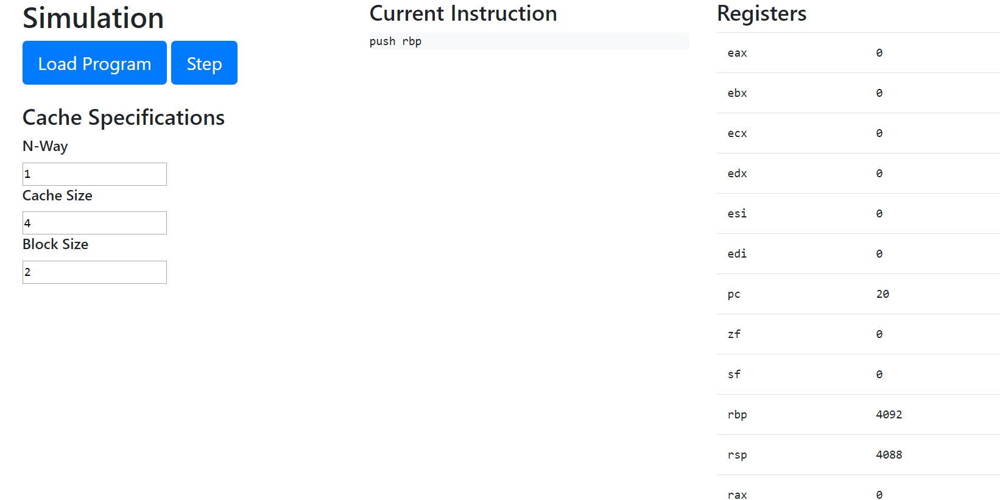 Simulation
Load Program Step
Cache Specifications
N-Way
1
Cache Size
4
Block Size
2
Current Instruction
push rbp
Registers
eax 0
ebx 0
ecx 0
edx 0
esi 0
edi 0
pc 20
zf 0
sf 0
rbp 4092
rsp 4088
rax 0